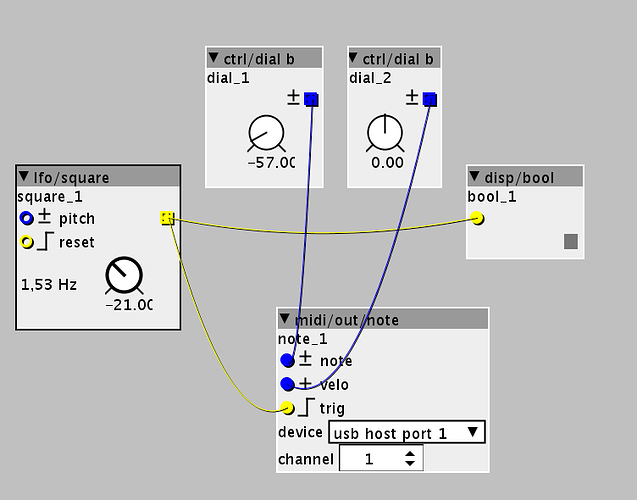 ctrl/dial b
dial_1
±
-57.00
ctrl/dial b
dial_2
±
0.00
lfo/square
square_1
± pitch
reset
1,53 Hz
-21.00
disp/bool
bool_1
midi/out/note
note_1
± note
+ velo
trig
device usb host port 1
channel 1